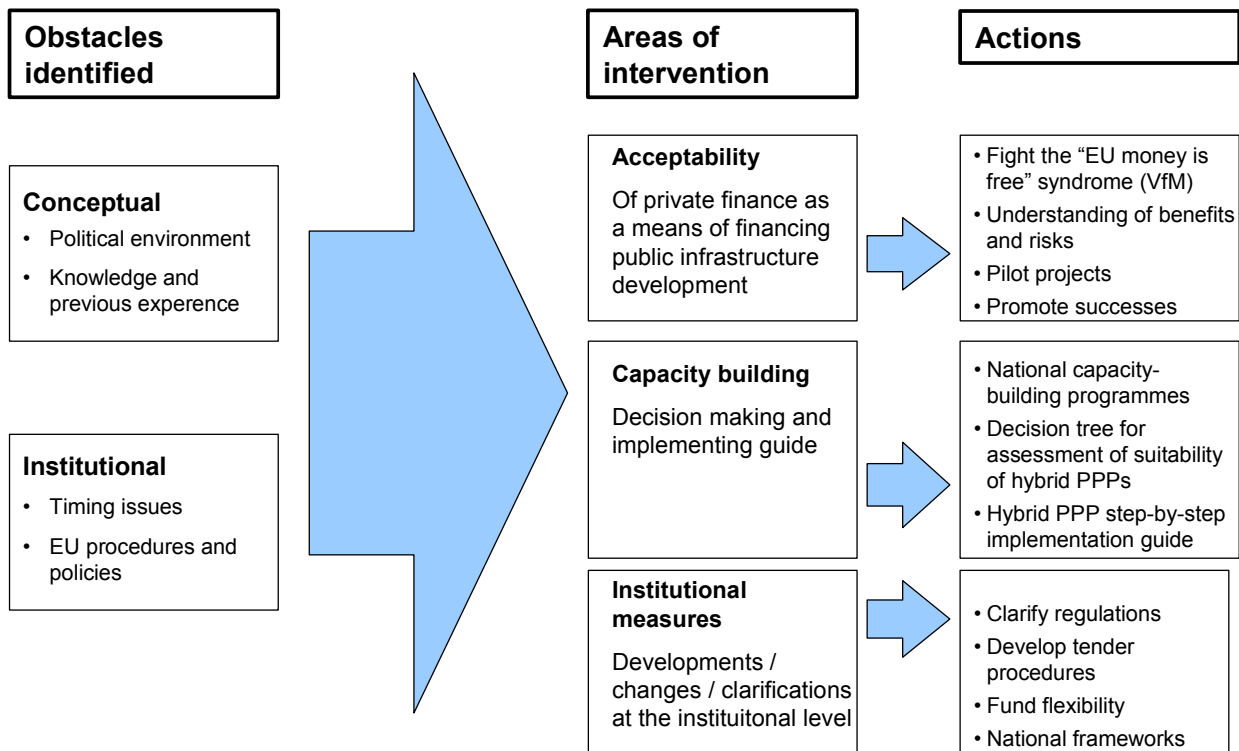 Obstacles
identified
Areas of
intervention
Actions
Conceptual
• Political environment
• Knowledge and
previous experence
Institutional
• Timing issues
• EU procedures and
policies
Acceptability
Of private finance as
a means of financing
public infrastructure
development
• Fight the “EU money is
free” syndrome (VfM)
• Understanding of benefits
and risks
• Pilot projects
• Promote successes
Capacity building
Decision making and
implementing guide
• National capacity-
building programmes
• Decision tree for
assessment of suitability
of hybrid PPPs
• Hybrid PPP step-by-step
implementation guide
Institutional
measures
Developments /
changes / clarifications
at the instituitonal level
• Clarify regulations
• Develop tender
procedures
• Fund flexibility
• National frameworks